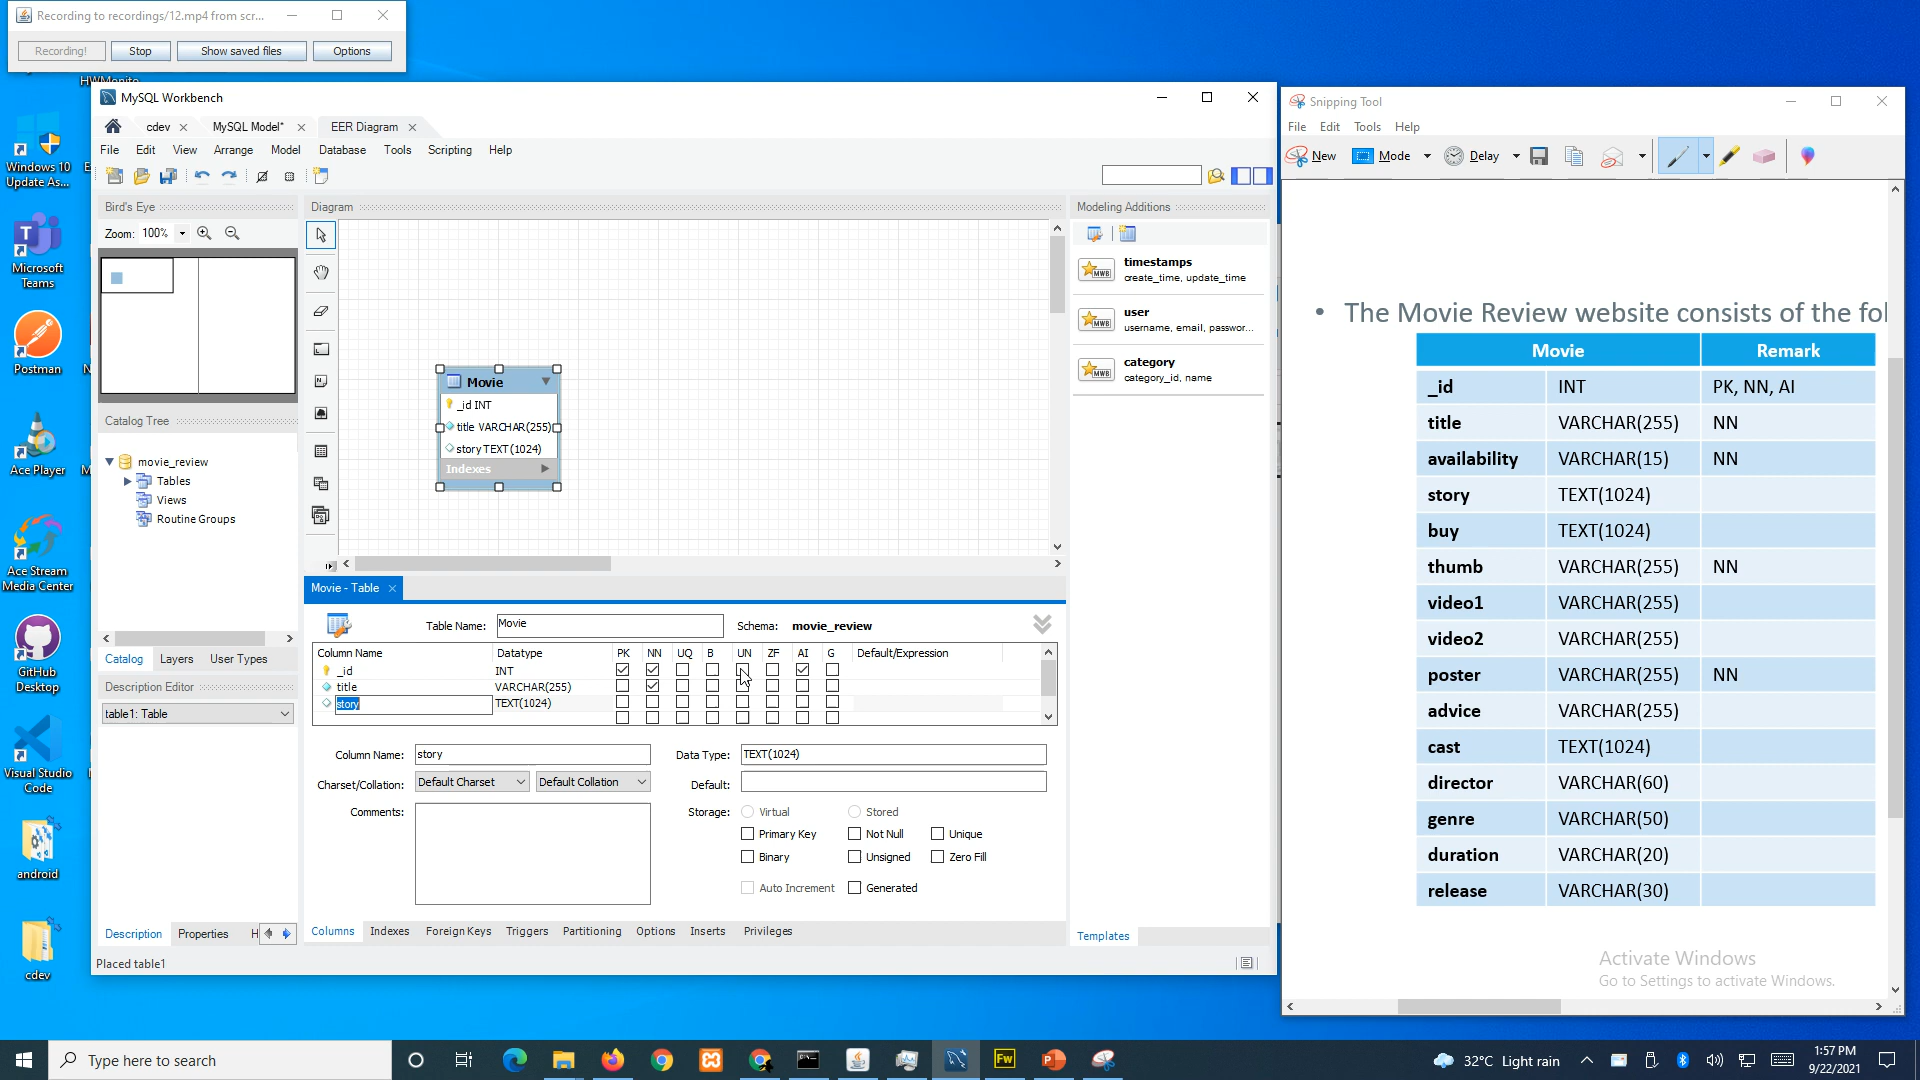 Recording to recordings/12.mp4 from scr...
Recording!
Stop
Show saved files
Options
HWMonito
Windows 10
Update As...
Microsoft
Teams
Postman
Ace Player
Ace Stream
Media Center
GitHub
Desktop
Visual Studio
Code
android
cdev
MySQL Workbench
cdev
MySQL Model*
EER Diagram
File Edit View Arrange Model Database Tools Scripting Help
Bird's Eye
Zoom: 100%
Catalog Tree
movie_review
Tables
Views
Routine Groups
Catalog Layers User Types
Description Editor
table1: Table
Description Properties H
Placed table1
Diagram
Movie
_id INT
title VARCHAR(255)
story TEXT(1024)
Indexes
Modeling Additions
timestamps
create_time, update_time
user
username, email, passwor...
category
category_id, name
Templates
Movie - Table
Table Name: Movie Schema: movie_review
Column Name Datatype PK NN UQ B UN ZF AI G Default/Expression
_id INT
title VARCHAR(255)
story TEXT(1024)
Column Name: story Data Type: TEXT(1024)
Charset/Collation: Default Charset Default Collation Default:
Comments:
Storage: Virtual Stored
Primary Key Not Null Unique
Binary Unsigned Zero Fill
Auto Increment Generated
Columns Indexes Foreign Keys Triggers Partitioning Options Inserts Privileges
Snipping Tool
File Edit Tools Help
New Mode Delay
• The Movie Review website consists of the fol
Movie Remark
_id INT PK, NN, AI
title VARCHAR(255) NN
availability VARCHAR(15) NN
story TEXT(1024)
buy TEXT(1024)
thumb VARCHAR(255) NN
video1 VARCHAR(255)
video2 VARCHAR(255)
poster VARCHAR(255) NN
advice VARCHAR(255)
cast TEXT(1024)
director VARCHAR(60)
genre VARCHAR(50)
duration VARCHAR(20)
release VARCHAR(30)
Activate Windows
Go to Settings to activate Windows.
Type here to search
Fw
32°C Light rain
1:57 PM
9/22/2021